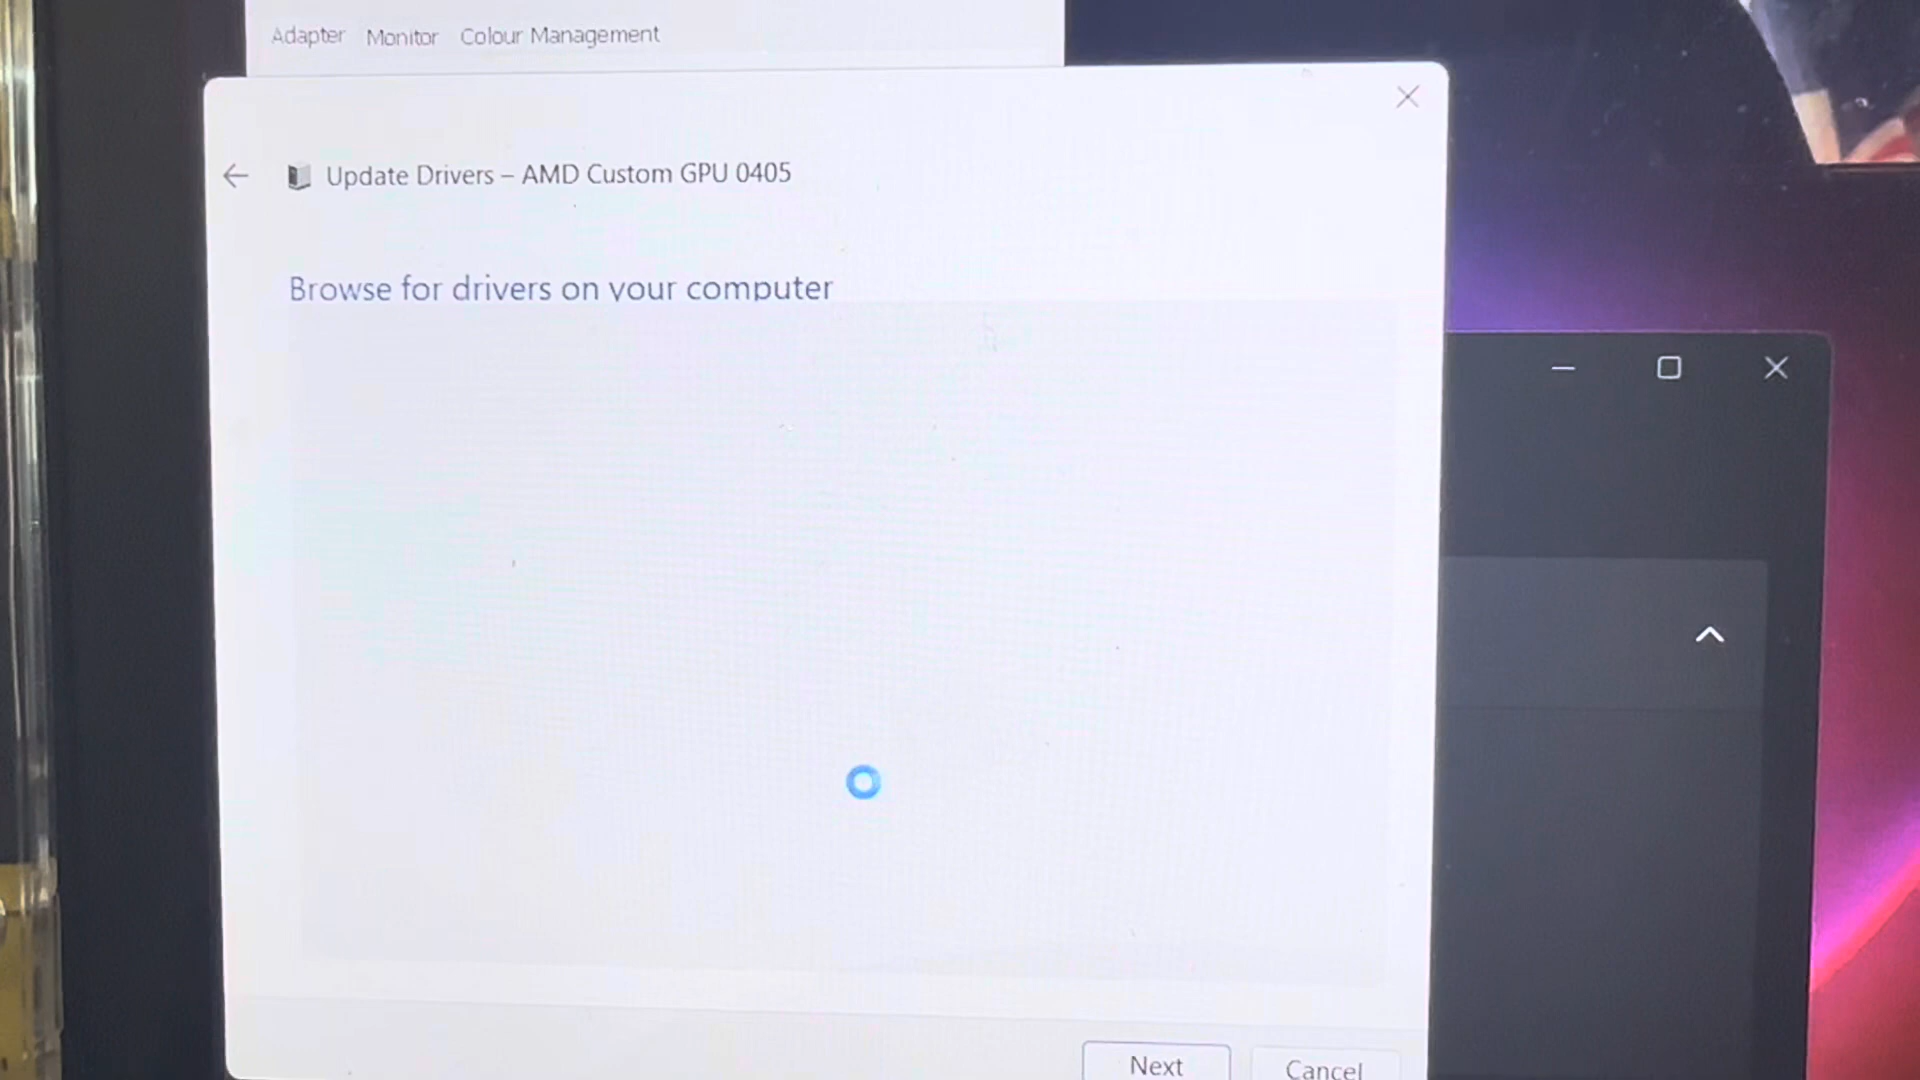 Adapter Monitor Colour Management
Update Drivers – AMD Custom GPU 0405
Browse for drivers on your computer
Next Cancel